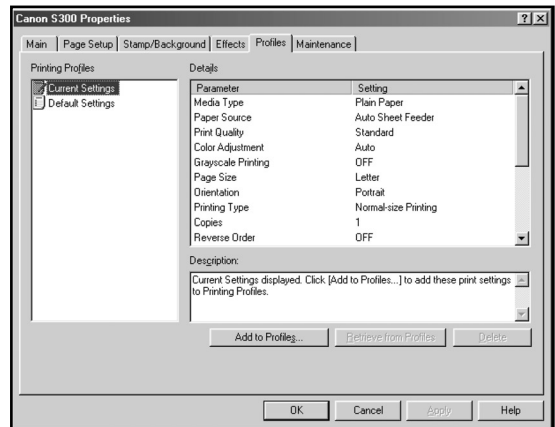 Canon S300 Properties
Main Page Setup Stamp/Background Effects Profiles Maintenance
Printing Profiles
Current Settings
Default Settings
Details
Parameter Setting
Media Type Plain Paper
Paper Source Auto Sheet Feeder
Print Quality Standard
Color Adjustment Auto
Grayscale Printing OFF
Page Size Letter
Orientation Portrait
Printing Type Normal-size Printing
Copies 1
Reverse Order OFF
Description:
Current Settings displayed. Click [Add to Profiles...] to add these print settings
to Printing Profiles.
Add to Profiles... Retrieve from Profiles Delete
OK Cancel Apply Help